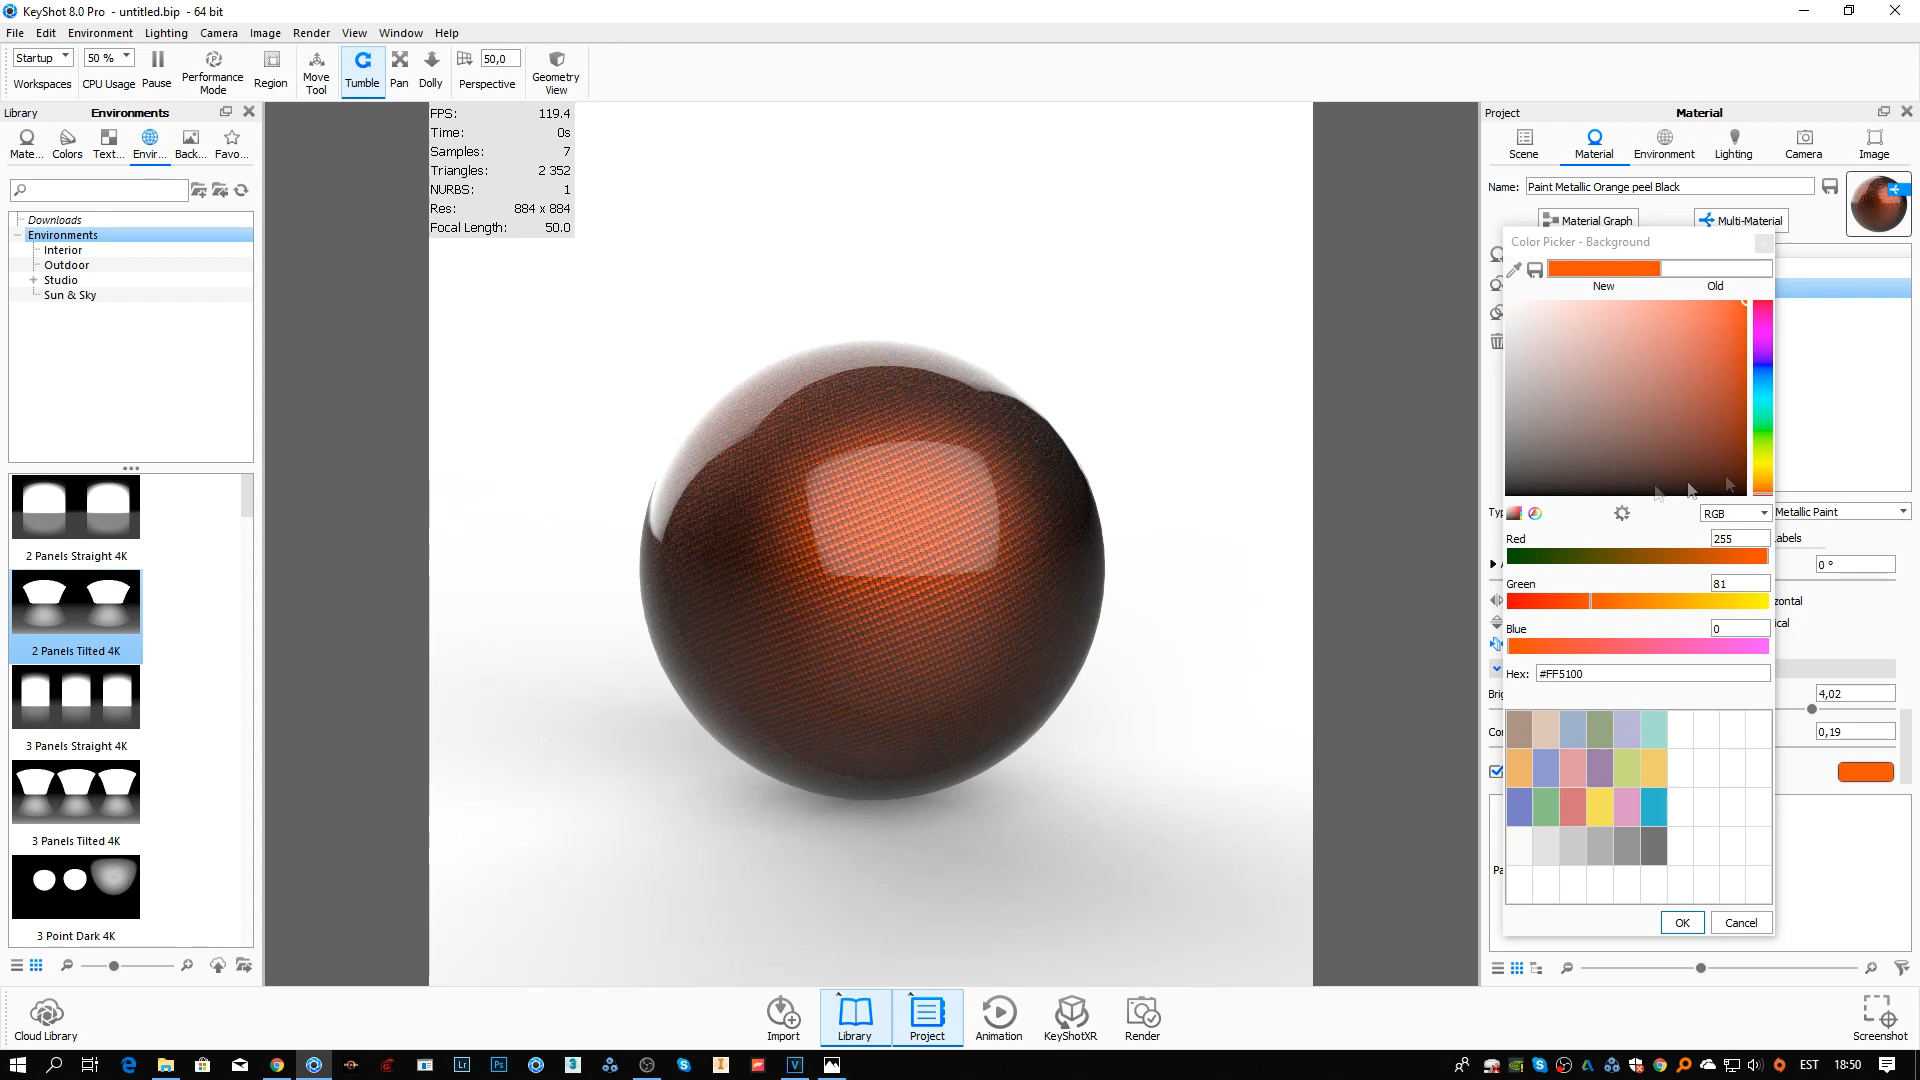 KeyShot 8.0 Pro - untitled.bip - 64 bit
File Edit Environment Lighting Camera Image Render View Window Help
Startup 50 % 50,0
Workspaces CPU Usage Pause Performance Mode Region Move Tool Tumble Pan Dolly Perspective Geometry View
Library Environments
Mate... Colors Text... Envir... Back... Favo...
Downloads
Environments
Interior
Outdoor
Studio
Sun & Sky
2 Panels Straight 4K
2 Panels Tilted 4K
3 Panels Straight 4K
3 Panels Tilted 4K
3 Point Dark 4K
FPS: 119.4
Time: 0s
Samples: 7
Triangles: 2 352
NURBS: 1
Res: 884 x 884
Focal Length: 50.0
Project Material
Scene Material Environment Lighting Camera Image
Name: Paint Metallic Orange peel Black
Material Graph Multi-Material
Color Picker - Background
New Old
RGB
Metallic Paint
Red 255
abels
0 °
Green 81
zontal
ical
Blue 0
Hex: #FF5100
4,02
0,19
OK Cancel
Cloud Library Import Library Project Animation KeyShotXR Render Screenshot
Lr Ps 3 S I V
EST 18:50